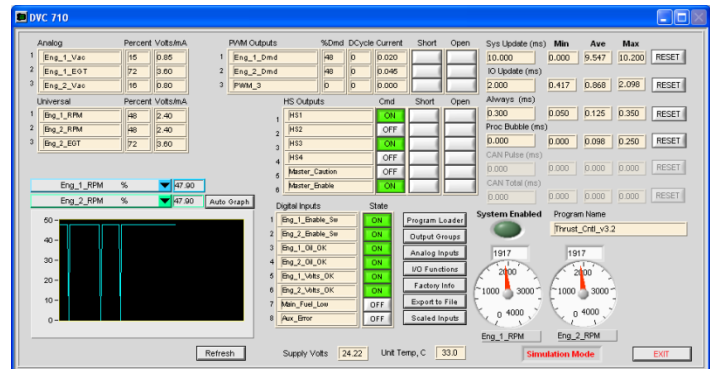 DVC 710
Analog Percent Volts/mA
1 Eng_1_Vac 15 0.85
2 Eng_1_EGT 72 3.60
3 Eng_2_Vac 16 0.80
Universal Percent Volts/mA
1 Eng_1_RPM 48 2.40
2 Eng_2_RPM 48 2.40
3 Eng_2_EGT 72 3.60
Eng_1_RPM % 47.90
Eng_2_RPM % 47.90 Auto Graph
50
40
30
20
10
0
Refresh
PWM Outputs %Dmd DCycle Current Short Open
1 Eng_1_Dmd 48 0 0.020
2 Eng_2_Dmd 48 0 0.046
3 PWM_3 0 0 0.000
HS Outputs Cmd Short Open
1 HS1 ON
2 HS2 OFF
3 HS3 ON
4 HS4 OFF
5 Master_Caution OFF
6 Master_Enable ON
Digital Inputs State
1 Eng_1_Enable_Sw ON
2 Eng_2_Enable_Sw ON
3 Eng_1_Oil_OK ON
4 Eng_2_Oil_OK ON
5 Eng_1_Volts_OK ON
6 Eng_2_Volts_OK ON
7 Main_Fuel_Low OFF
8 Aux_Error OFF
Program Loader
Output Groups
Analog Inputs
I/O Functions
Factory Info
Export to File
Scaled Inputs
Supply Volts 24.22 Unit Temp, C 33.0
Sys Update (ms) Min Ave Max
10.000 0.000 9.547 10.200 RESET
IO Update (ms)
2.000 0.417 0.868 2.098 RESET
Always (ms)
0.300 0.050 0.125 0.350 RESET
Proc Bubble (ms)
0.000 0.000 0.098 0.250 RESET
CAN Pulse (ms)
0.000 0.000 0.000 0.000 RESET
CAN Total (ms)
0.000 0.000 0.000 0.000 RESET
System Enabled Program Name
Thrust_Cntl_v3.2
1917 1917
2000 2000
1000 3000 1000 3000
0 4000 0 4000
Eng_1_RPM Eng_2_RPM
Simulation Mode EXIT